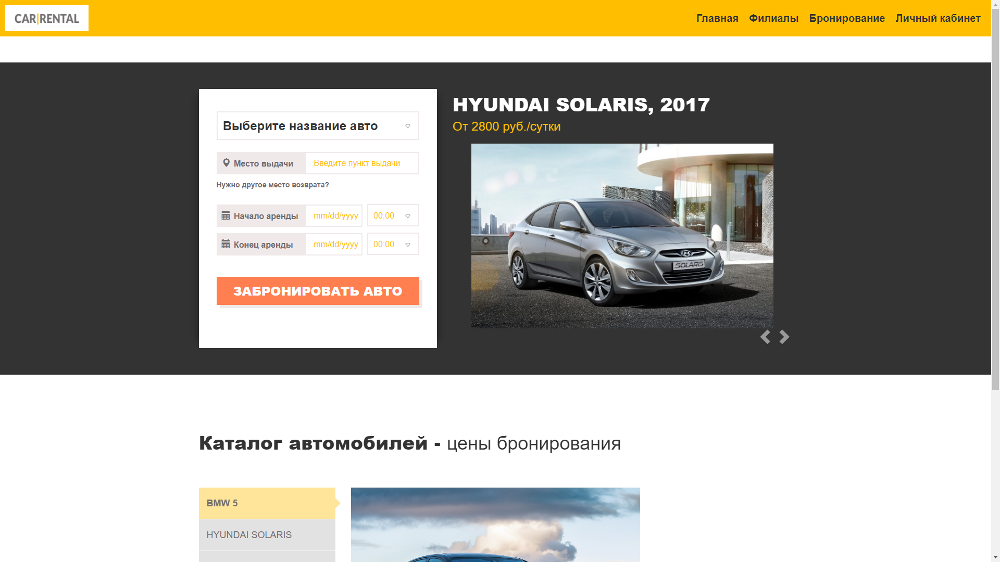 CAR|RENTAL
Главная Филиалы Бронирование Личный кабинет
Выберите название авто
Место выдачи Введите пункт выдачи
Нужно другое место возврата?
Начало аренды mm/dd/yyyy 00:00
Конец аренды mm/dd/yyyy 00:00
ЗАБРОНИРОВАТЬ АВТО
HYUNDAI SOLARIS, 2017
От 2800 руб./сутки
SOLARIS
Каталог автомобилей - цены бронирования
BMW 5
HYUNDAI SOLARIS